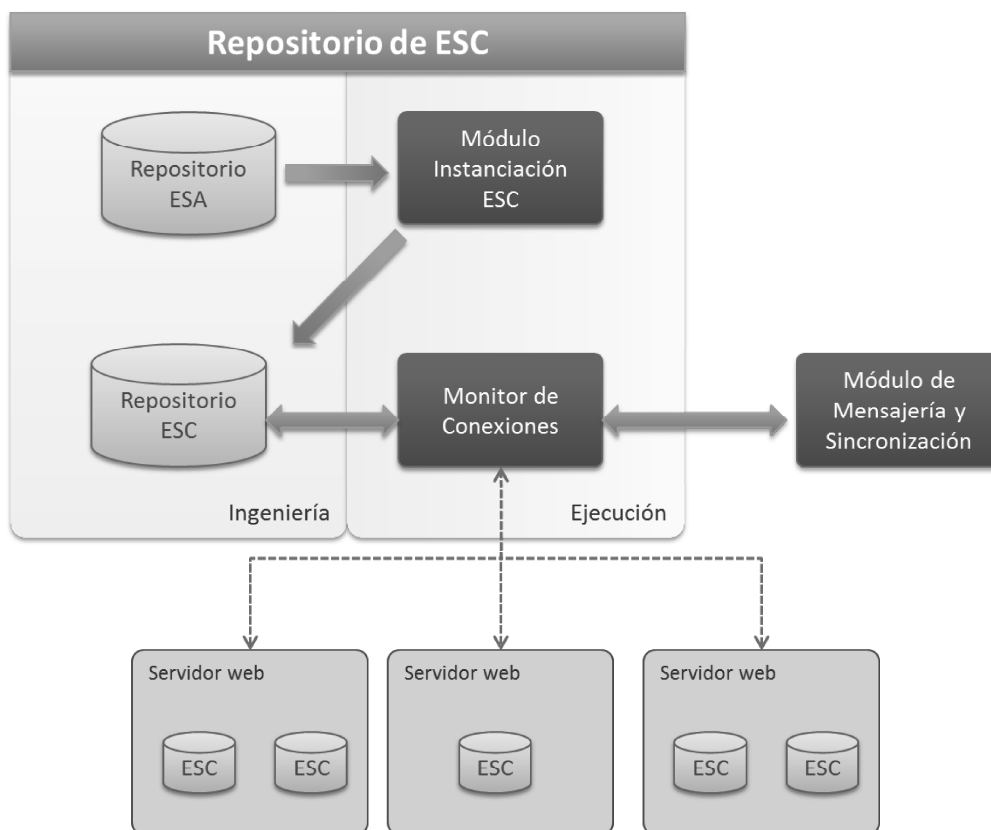 Repositorio de ESC
Repositorio
ESA
Módulo
Instanciación
ESC
Repositorio
ESC
Monitor de
Conexiones
Módulo de
Mensajería y
Sincronización
Ingeniería
Ejecución
Servidor web
Servidor web
Servidor web
ESC
ESC
ESC
ESC
ESC